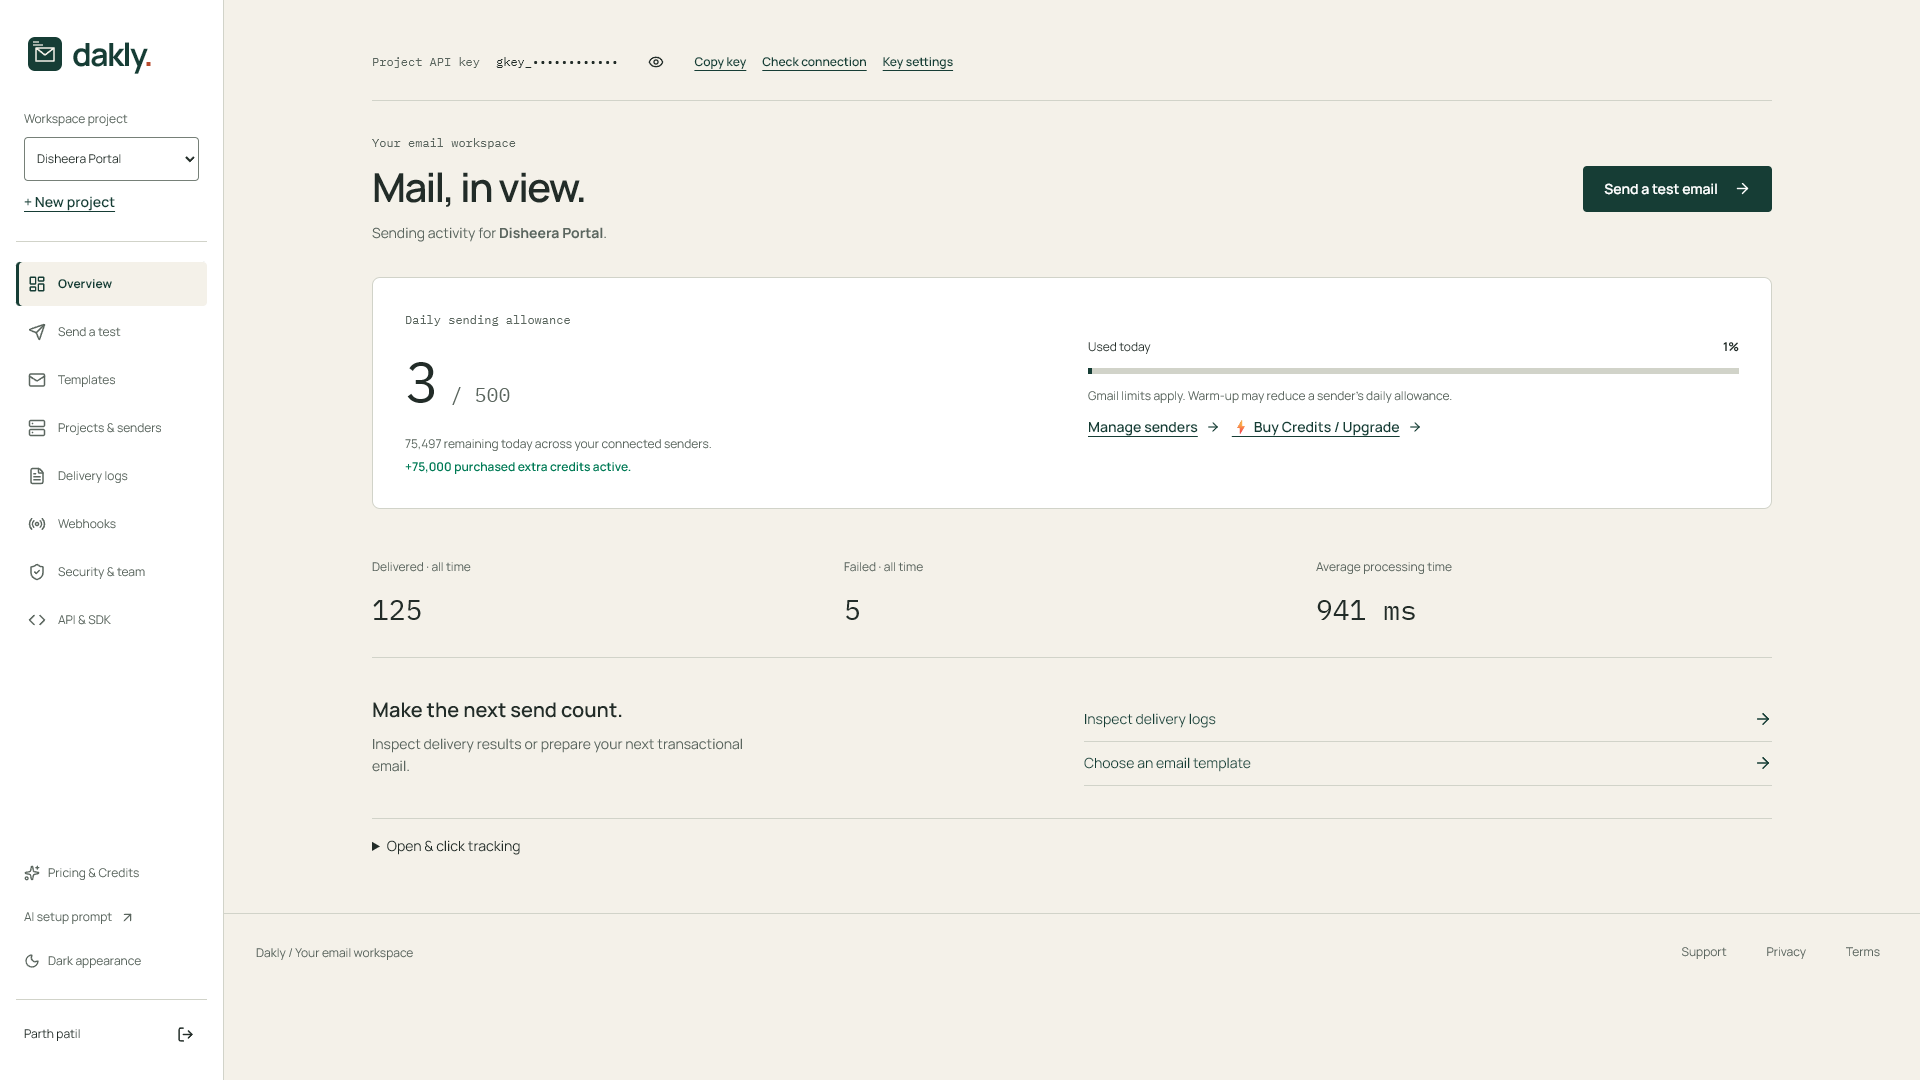 dakly.
Workspace project
Disheera Portal
+ New project
Overview
Send a test
Templates
Projects & senders
Delivery logs
Webhooks
Security & team
API & SDK
Pricing & Credits
AI setup prompt
Dark appearance
Parth patil
Project API key gkey_•••••••••••• Copy key Check connection Key settings
Your email workspace
Mail, in view.
Sending activity for Disheera Portal.
Send a test email
Daily sending allowance
3 / 500
75,497 remaining today across your connected senders.
+75,000 purchased extra credits active.
Used today 1%
Gmail limits apply. Warm-up may reduce a sender's daily allowance.
Manage senders Buy Credits / Upgrade
Delivered · all time Failed · all time Average processing time
125 5 941 ms
Make the next send count.
Inspect delivery results or prepare your next transactional
email.
Inspect delivery logs
Choose an email template
Open & click tracking
Dakly / Your email workspace Support Privacy Terms